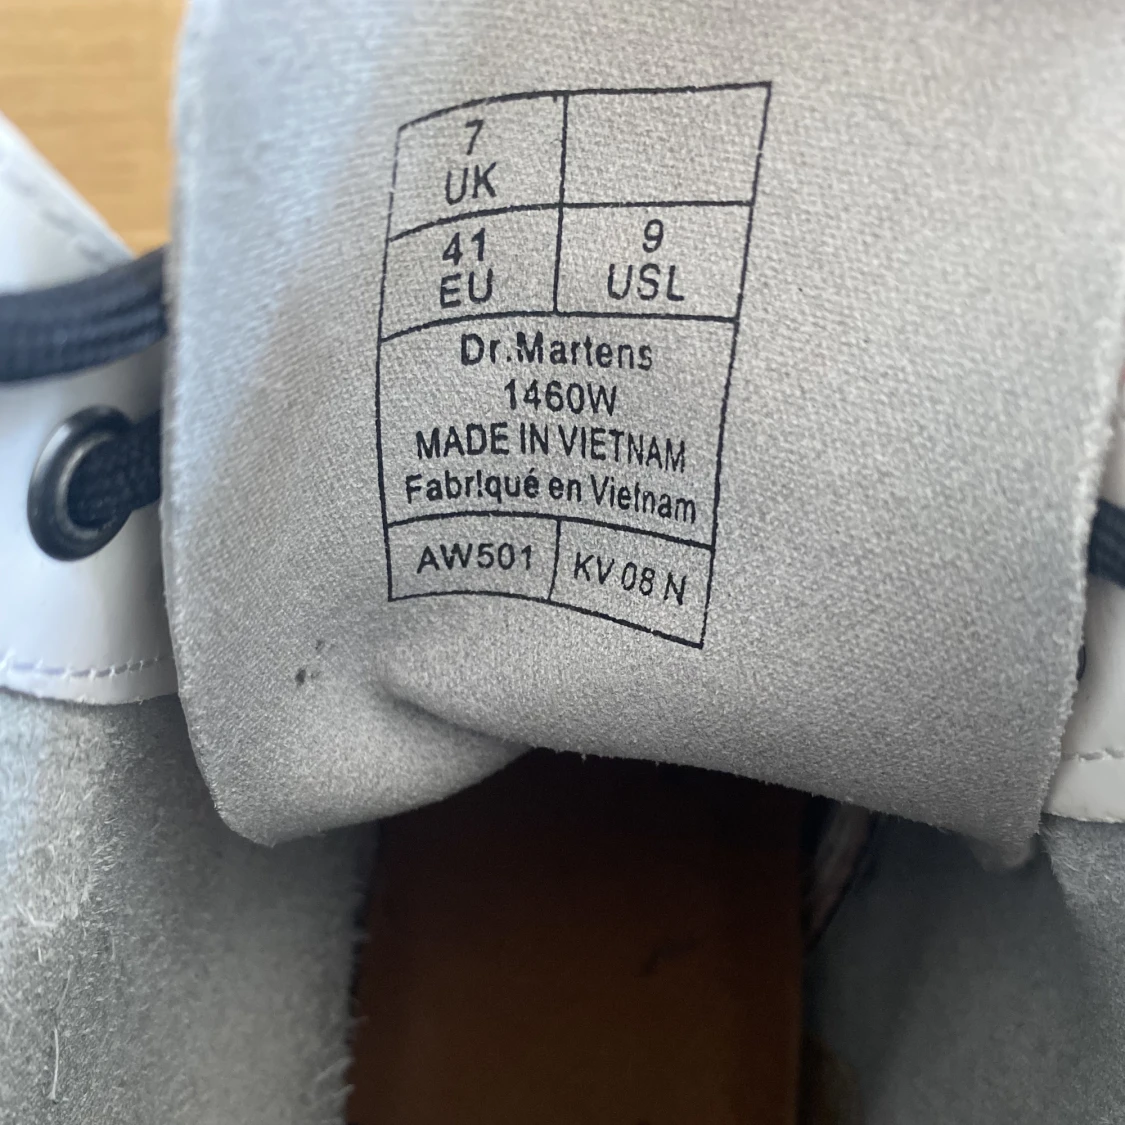 7
UK
41
EU
9
USL
Dr.Martens
1460W
MADE IN VIETNAM
Fabriqué en Vietnam
AW501
KV 08 N